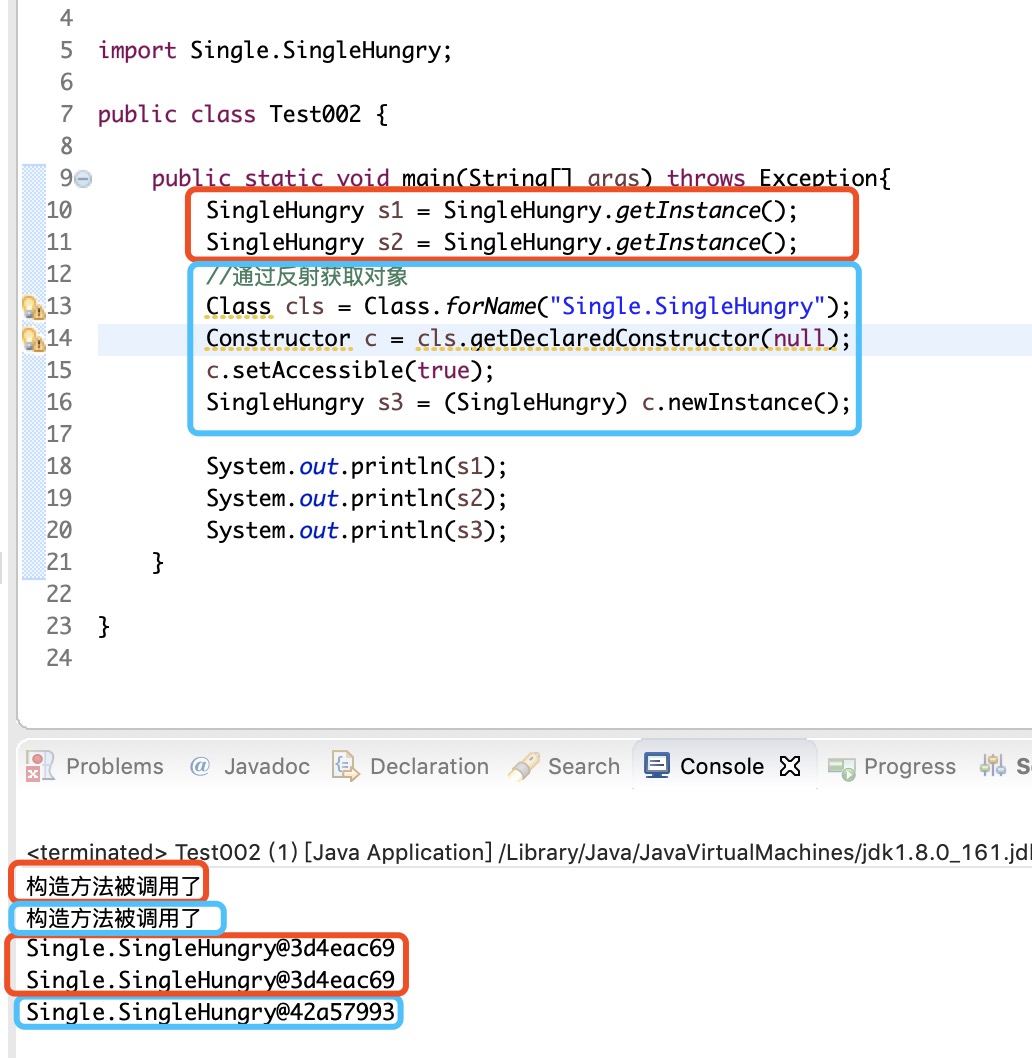 4
5 import Single.SingleHungry;
6
7 public class Test002 {
8
9 public static void main(String[] args) throws Exception{
10 SingleHungry s1 = SingleHungry.getInstance();
11 SingleHungry s2 = SingleHungry.getInstance();
12 //通过反射获取对象
13 Class cls = Class.forName("Single.SingleHungry");
14 Constructor c = cls.getDeclaredConstructor(null);
15 c.setAccessible(true);
16 SingleHungry s3 = (SingleHungry) c.newInstance();
17
18 System.out.println(s1);
19 System.out.println(s2);
20 System.out.println(s3);
21 }
22
23 }
24
Problems @ Javadoc Declaration Search Console Progress S
<terminated> Test002 (1) [Java Application] /Library/Java/JavaVirtualMachines/jdk1.8.0_161.jd
构造方法被调用了
构造方法被调用了
Single.SingleHungry@3d4eac69
Single.SingleHungry@3d4eac69
Single.SingleHungry@42a57993